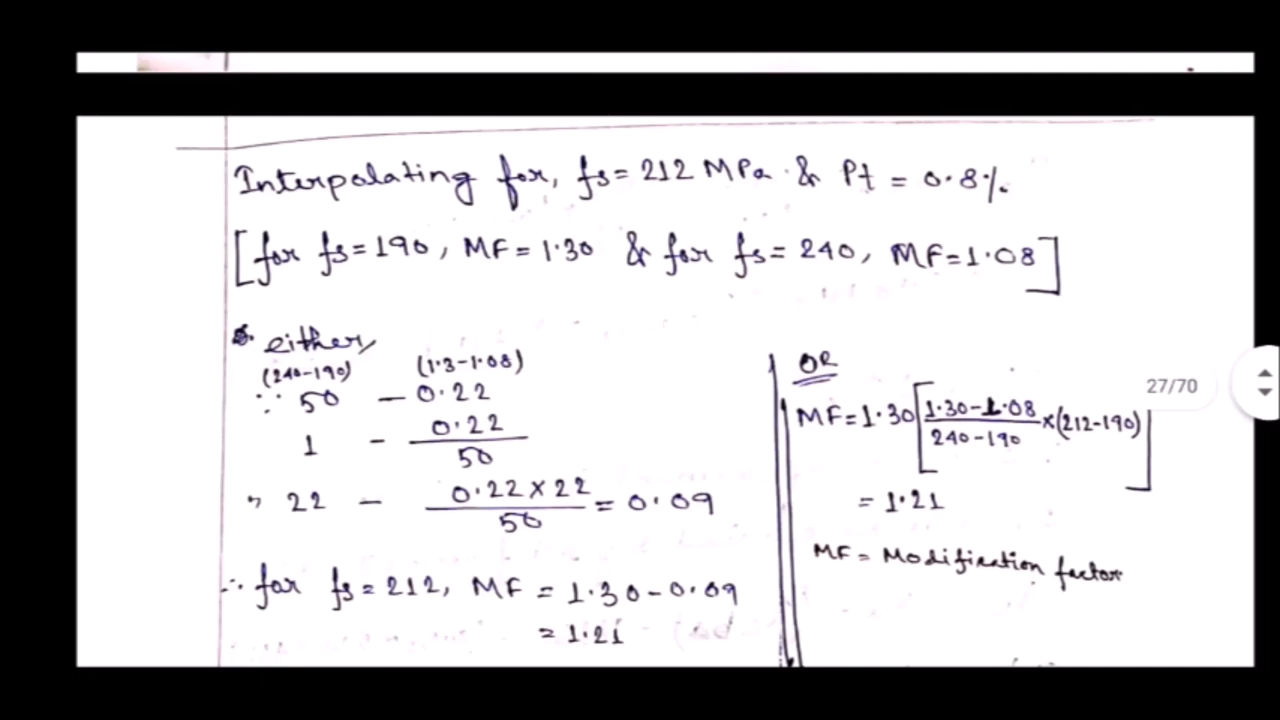 Interpolating for, fs = 212 MPa & Pt = 0.8%
[for fs = 190, MF = 1.30 & for fs = 240, MF = 1.08]
either,
(240-190) (1.3-1.08)
∵ 50 — 0.22
1 - 0.22/50
" 22 — 0.22 × 22/50 = 0.09
∴ for fs = 212, MF = 1.30 - 0.09
= 1.21
OR
MF = 1.30 [1.30-1.08/240-190 × (212-190)]
= 1.21
MF = Modification factor
27/70